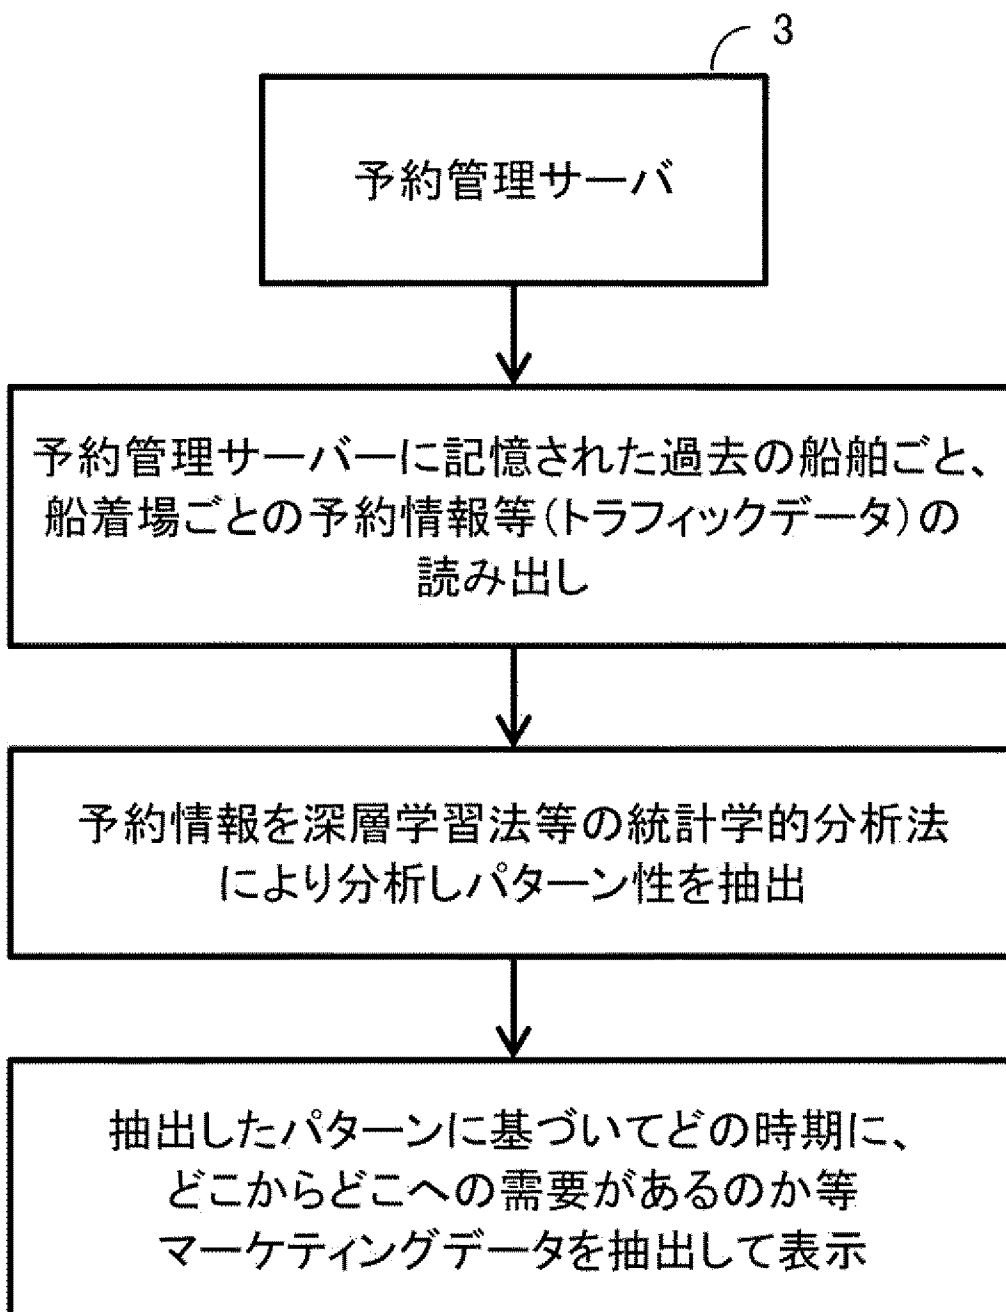 3
予約管理サーバ
予約管理サーバーに記憶された過去の船舶ごと、
船着場ごとの予約情報等(トラフィックデータ)の
読み出し
予約情報を深層学習法等の統計学的分析法
により分析しパターン性を抽出
抽出したパターンに基づいてどの時期に、
どこからどこへの需要があるのか等
マーケティングデータを抽出して表示